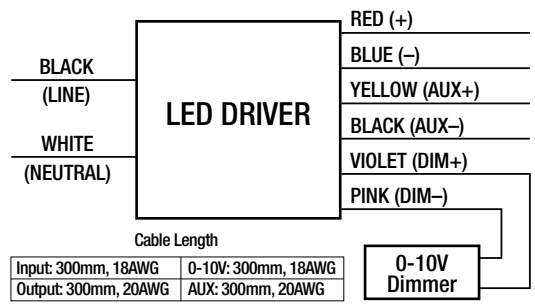 RED (+)
BLUE (–)
BLACK
(LINE)
YELLOW (AUX+)
LED DRIVER
BLACK (AUX–)
WHITE
(NEUTRAL)
VIOLET (DIM+)
PINK (DIM–)
Cable Length
Input: 300mm, 18AWG 0-10V: 300mm, 18AWG
Output: 300mm, 20AWG AUX: 300mm, 20AWG
0-10V
Dimmer